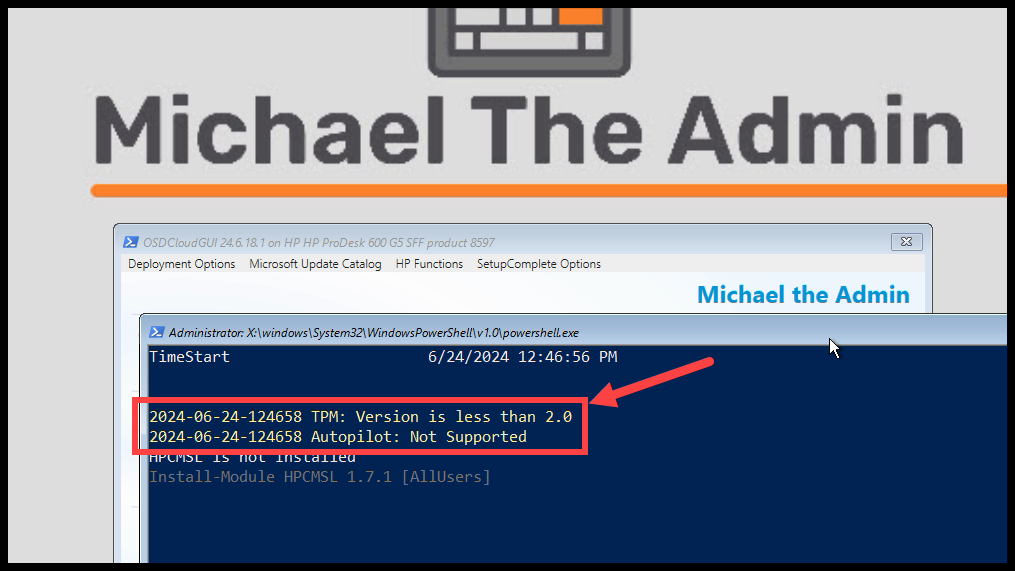 Michael The Admin
OSDCloudGUI 24.6.18.1 on HP HP ProDesk 600 G5 SFF product 8597
Deployment Options Microsoft Update Catalog HP Functions SetupComplete Options
Michael the Admin
Administrator: X:\windows\System32\WindowsPowerShell\v1.0\powershell.exe
TimeStart 6/24/2024 12:46:56 PM
2024-06-24-124658 TPM: Version is less than 2.0
2024-06-24-124658 Autopilot: Not Supported
HPCMSL is not installed
Install-Module HPCMSL 1.7.1 [AllUsers]